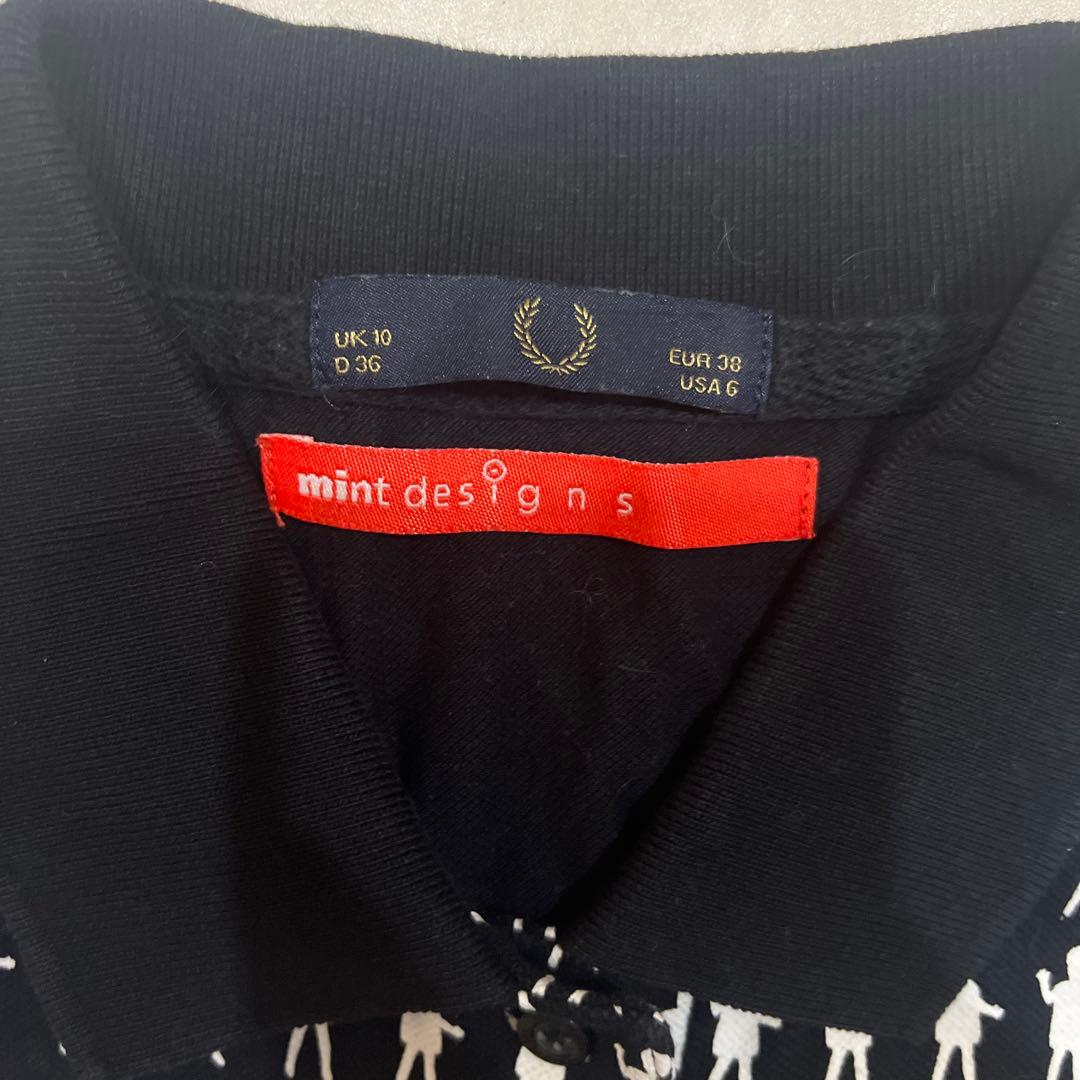 UK 10
D 36
EUR 38
USA 6
mint designs